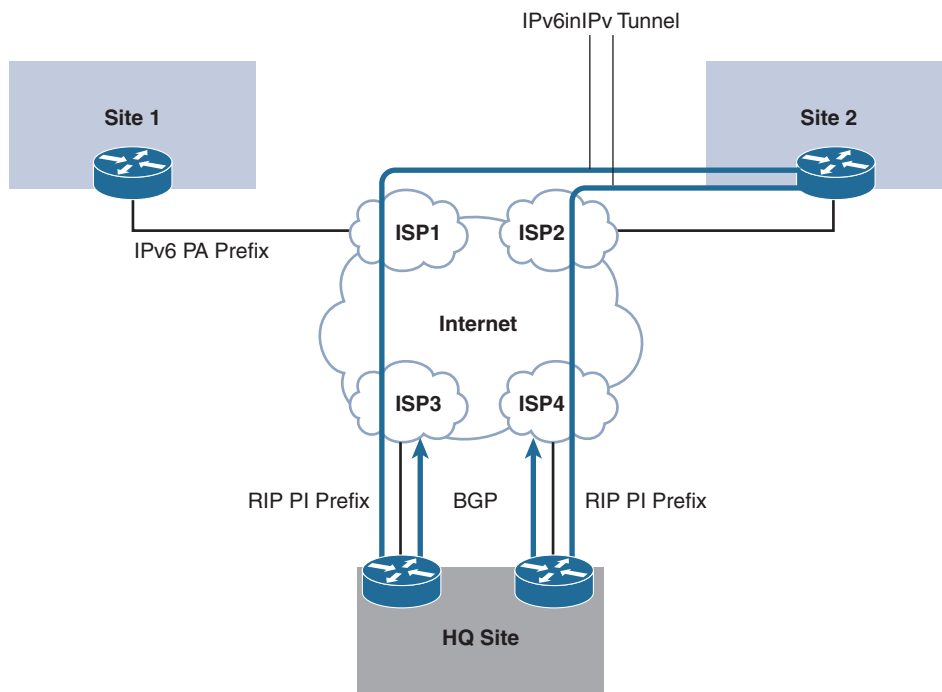 IPv6inIPv Tunnel
Site 1
Site 2
ISP1
ISP2
IPv6 PA Prefix
Internet
ISP3
ISP4
RIP PI Prefix
BGP
RIP PI Prefix
HQ Site